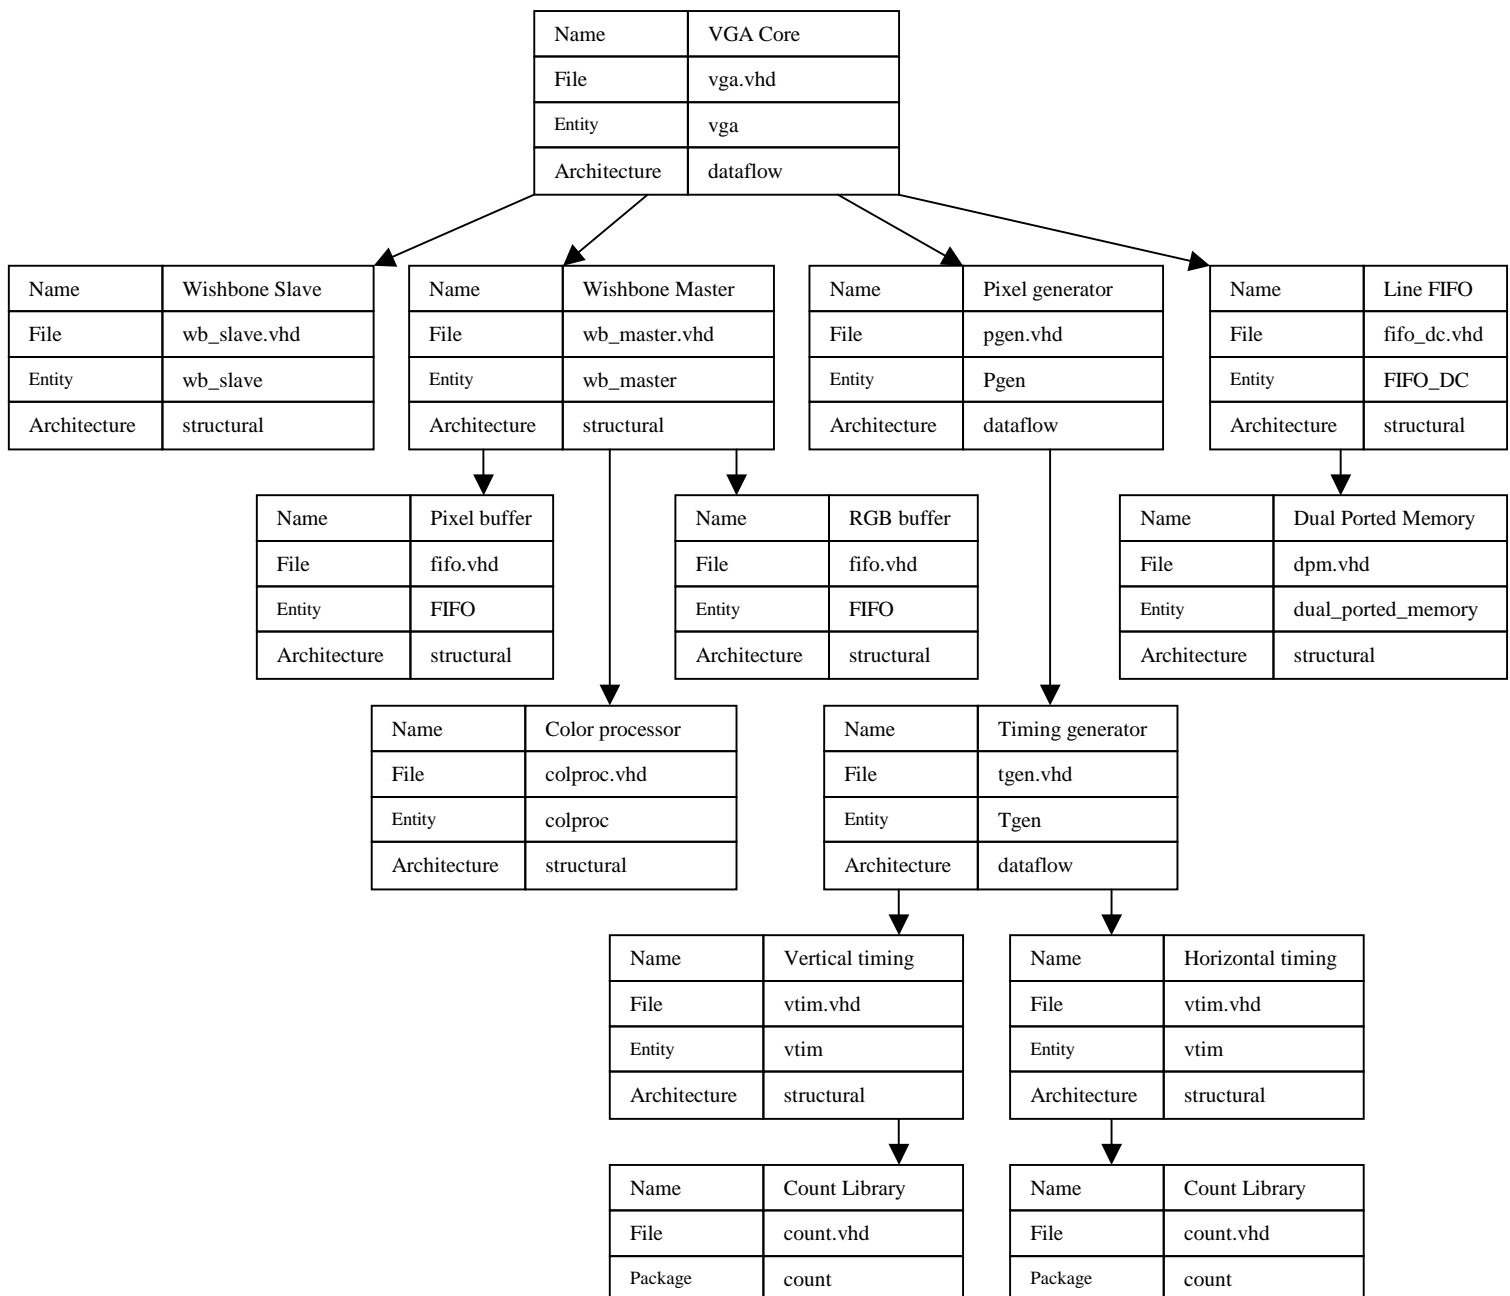 Name VGA Core
File vga.vhd
Entity vga
Architecture dataflow
Name Wishbone Slave
File wb_slave.vhd
Entity wb_slave
Architecture structural
Name Wishbone Master
File wb_master.vhd
Entity wb_master
Architecture structural
Name Pixel generator
File pgen.vhd
Entity Pgen
Architecture dataflow
Name Line FIFO
File fifo_dc.vhd
Entity FIFO_DC
Architecture structural
Name Pixel buffer
File fifo.vhd
Entity FIFO
Architecture structural
Name RGB buffer
File fifo.vhd
Entity FIFO
Architecture structural
Name Dual Ported Memory
File dpm.vhd
Entity dual_ported_memory
Architecture structural
Name Color processor
File colproc.vhd
Entity colproc
Architecture structural
Name Timing generator
File tgen.vhd
Entity Tgen
Architecture dataflow
Name Vertical timing
File vtim.vhd
Entity vtim
Architecture structural
Name Horizontal timing
File vtim.vhd
Entity vtim
Architecture structural
Name Count Library
File count.vhd
Package count
Name Count Library
File count.vhd
Package count